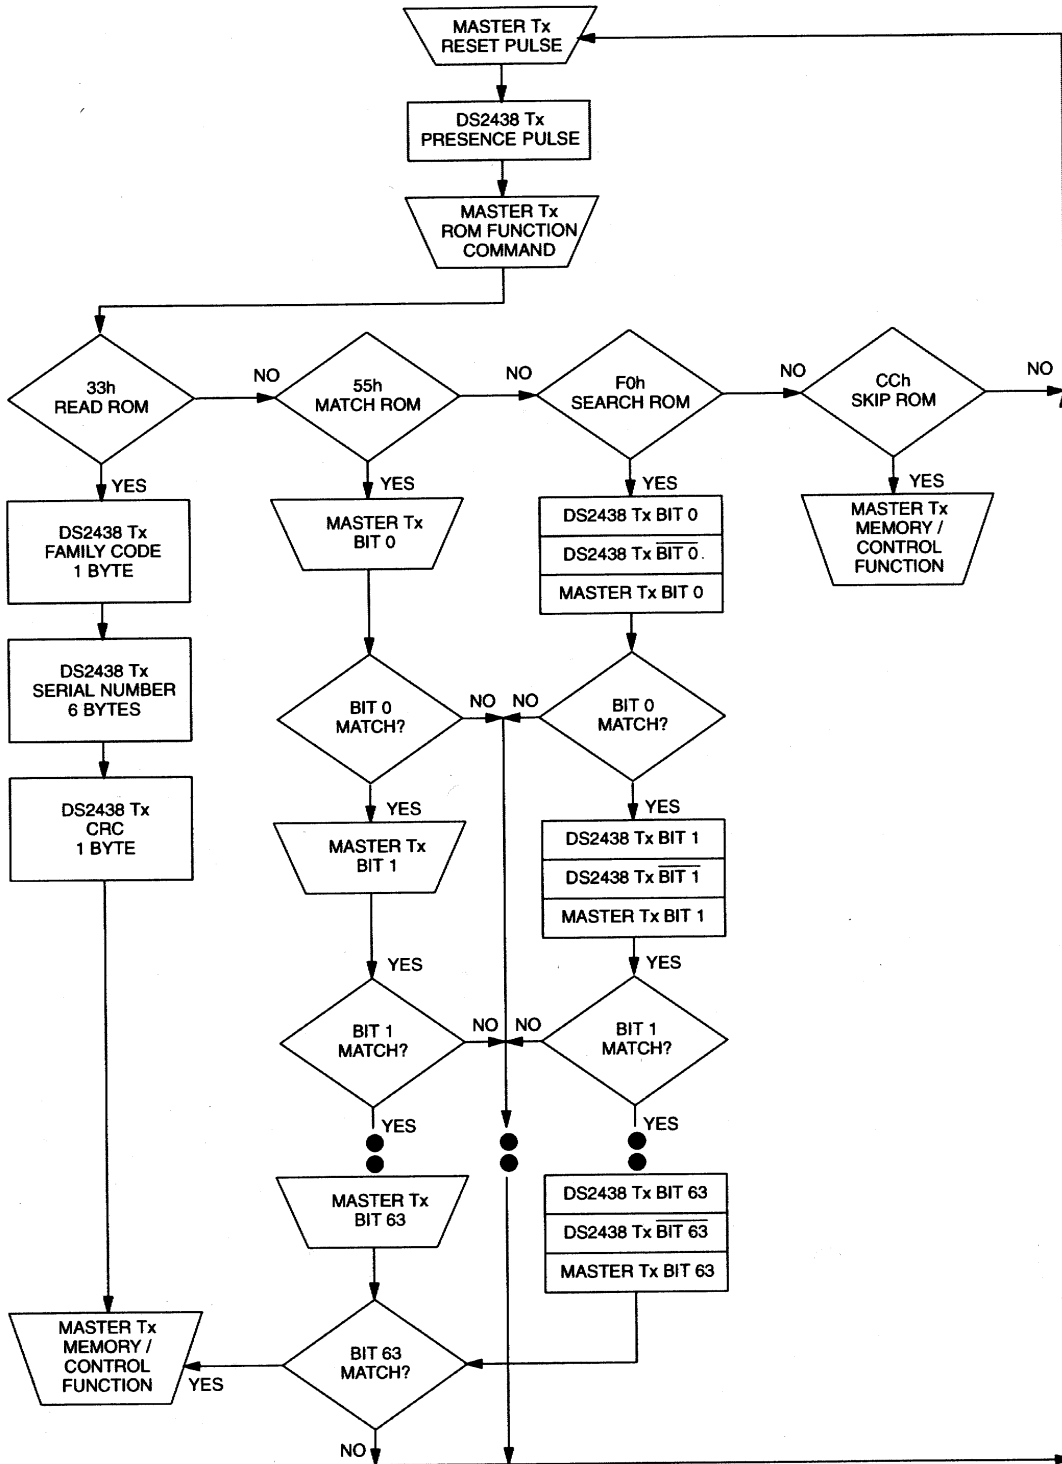 MASTER Tx
RESET PULSE
DS2438 Tx
PRESENCE PULSE
MASTER Tx
ROM FUNCTION
COMMAND
33h
READ ROM
NO
55h
MATCH ROM
NO
F0h
SEARCH ROM
NO
CCh
SKIP ROM
NO
YES
YES
YES
YES
DS2438 Tx
FAMILY CODE
1 BYTE
DS2438 Tx
SERIAL NUMBER
6 BYTES
DS2438 Tx
CRC
1 BYTE
MASTER Tx
BIT 0
BIT 0
MATCH?
NO
YES
MASTER Tx
BIT 1
YES
BIT 1
MATCH?
NO
YES
MASTER Tx
BIT 63
BIT 63
MATCH?
YES
NO
DS2438 Tx BIT 0
DS2438 Tx BIT 0
MASTER Tx BIT 0
NO
BIT 0
MATCH?
YES
DS2438 Tx BIT 1
DS2438 Tx BIT 1
MASTER Tx BIT 1
YES
NO
BIT 1
MATCH?
YES
DS2438 Tx BIT 63
DS2438 Tx BIT 63
MASTER Tx BIT 63
MASTER Tx
MEMORY /
CONTROL
FUNCTION
MASTER Tx
MEMORY /
CONTROL
FUNCTION